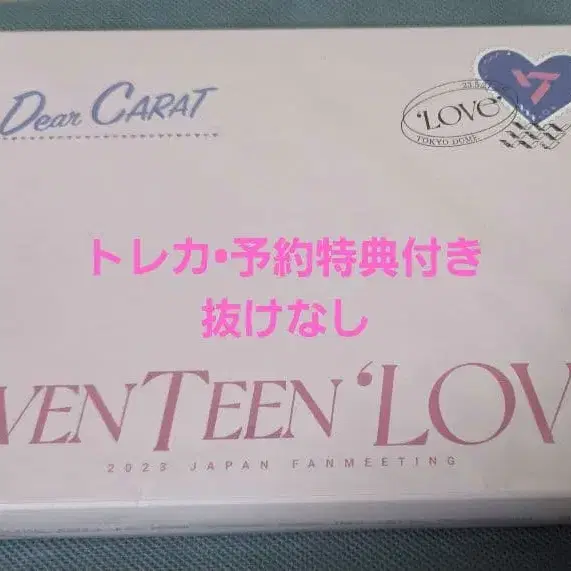 Dear CARAT
'LOVE'
TOKYO DOME
トレカ•予約特典付き
抜けなし
VENTEEN 'LOV
2023 JAPAN FANMEETING